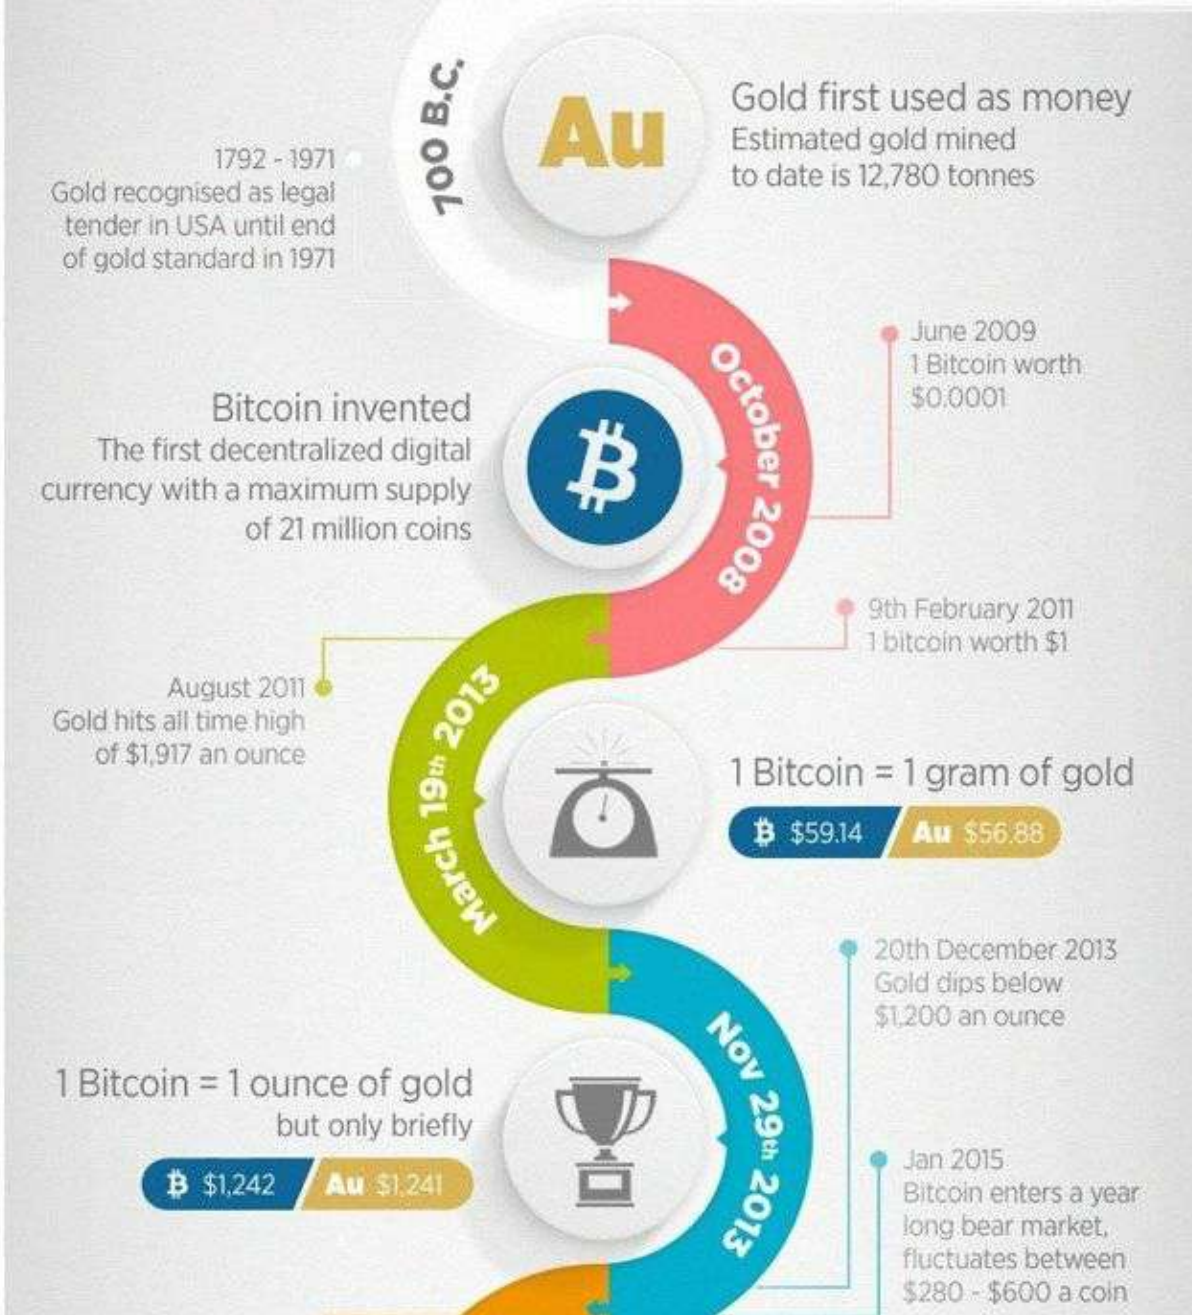 700 B.C.
Au
Gold first used as money
Estimated gold mined
to date is 12,780 tonnes
1792 - 1971
Gold recognised as legal
tender in USA until end
of gold standard in 1971
October 2008
June 2009
1 Bitcoin worth
$0.0001
Bitcoin invented
The first decentralized digital
currency with a maximum supply
of 21 million coins
9th February 2011
1 bitcoin worth $1
August 2011
Gold hits all time high
of $1,917 an ounce
March 19th 2013
1 Bitcoin = 1 gram of gold
₿ $59.14 Au $56.88
20th December 2013
Gold dips below
$1,200 an ounce
Nov 29th 2013
1 Bitcoin = 1 ounce of gold
but only briefly
₿ $1,242 Au $1,241
Jan 2015
Bitcoin enters a year
long bear market,
fluctuates between
$280 - $600 a coin